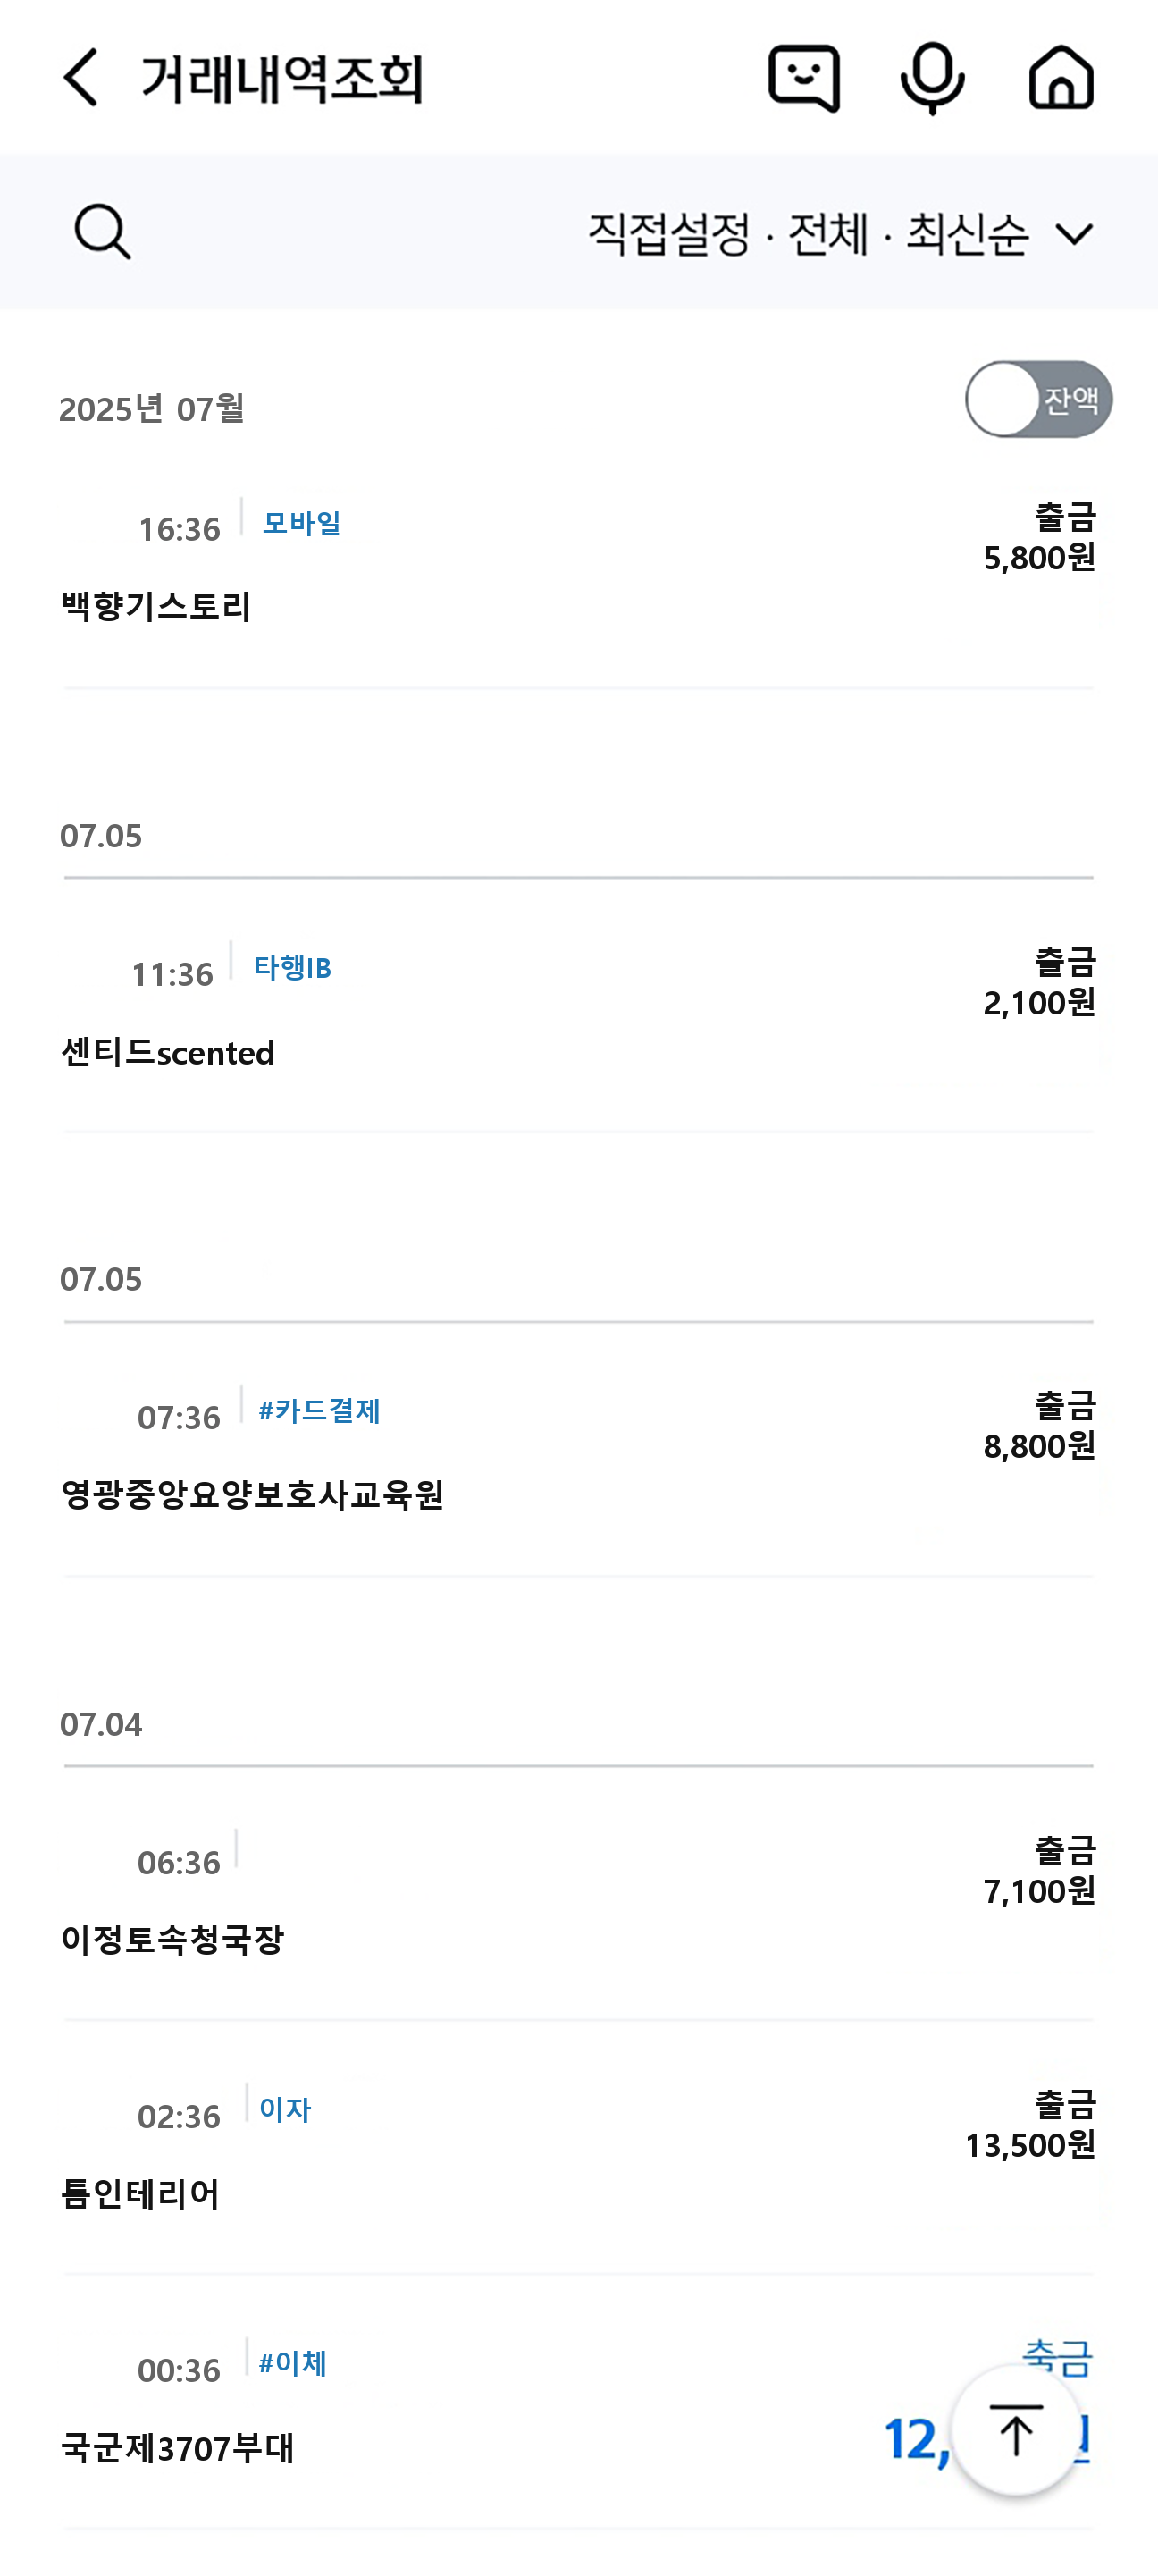 거래내역조회
직접설정 · 전체 · 최신순
2025년 07월
잔액
16:36 모바일
출금
5,800원
백향기스토리
07.05
11:36 타행IB
출금
2,100원
센티드scented
07.05
07:36 #카드결제
출금
8,800원
영광중앙요양보호사교육원
07.04
06:36
출금
7,100원
이정토속청국장
02:36 이자
출금
13,500원
틈인테리어
00:36 #이체
출금
12,
국군제3707부대